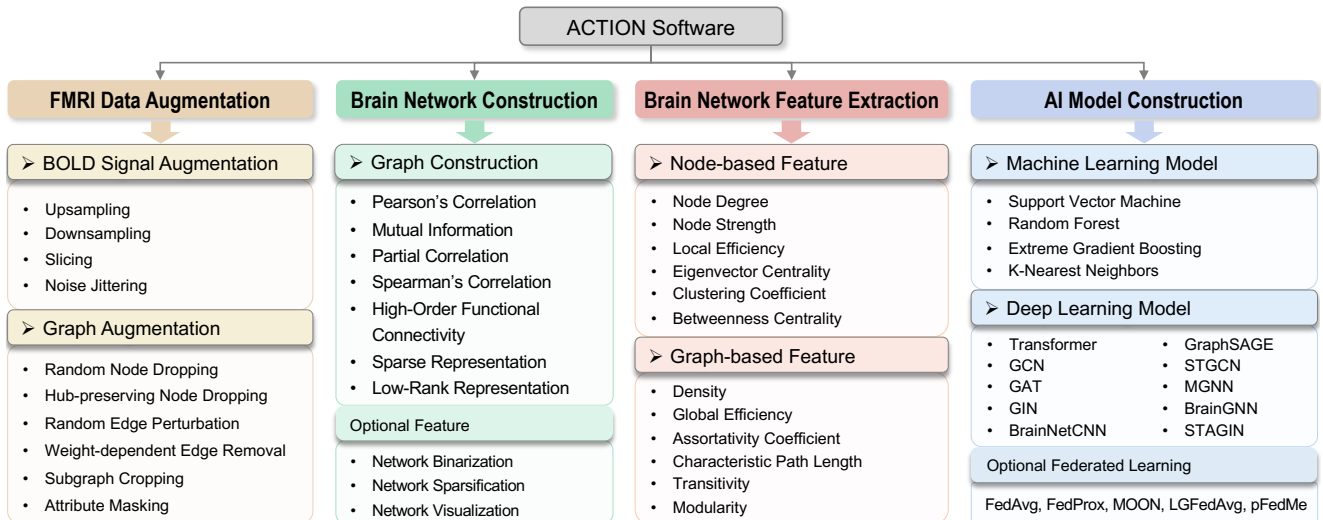 ACTION Software
FMRI Data Augmentation
➢ BOLD Signal Augmentation
• Upsampling
• Downsampling
• Slicing
• Noise Jittering
➢ Graph Augmentation
• Random Node Dropping
• Hub-preserving Node Dropping
• Random Edge Perturbation
• Weight-dependent Edge Removal
• Subgraph Cropping
• Attribute Masking
Brain Network Construction
➢ Graph Construction
• Pearson's Correlation
• Mutual Information
• Partial Correlation
• Spearman's Correlation
• High-Order Functional
Connectivity
• Sparse Representation
• Low-Rank Representation
Optional Feature
• Network Binarization
• Network Sparsification
• Network Visualization
Brain Network Feature Extraction
➢ Node-based Feature
• Node Degree
• Node Strength
• Local Efficiency
• Eigenvector Centrality
• Clustering Coefficient
• Betweenness Centrality
➢ Graph-based Feature
• Density
• Global Efficiency
• Assortativity Coefficient
• Characteristic Path Length
• Transitivity
• Modularity
AI Model Construction
➢ Machine Learning Model
• Support Vector Machine
• Random Forest
• Extreme Gradient Boosting
• K-Nearest Neighbors
➢ Deep Learning Model
• Transformer
• GCN
• GAT
• GIN
• BrainNetCNN
• GraphSAGE
• STGCN
• MGNN
• BrainGNN
• STAGIN
Optional Federated Learning
FedAvg, FedProx, MOON, LGFedAvg, pFedMe